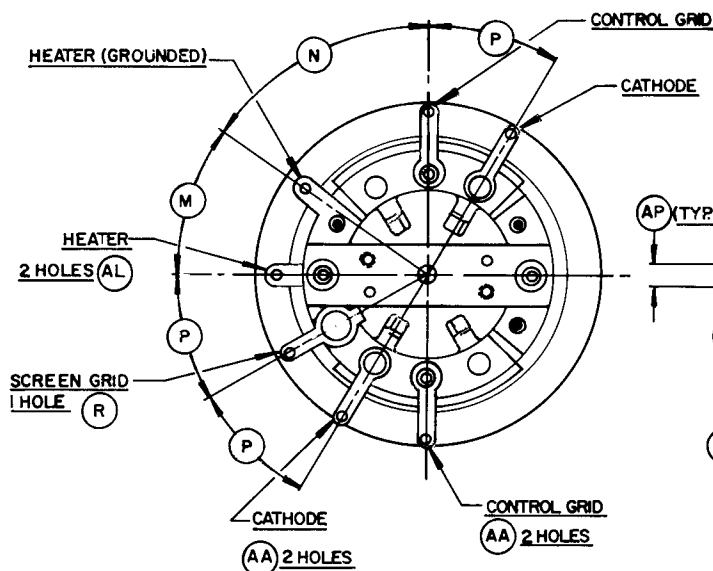 CONTROL GRID
P
N
HEATER (GROUNDED)
CATHODE
M
AP (TYP.
HEATER
2 HOLES AL
P
SCREEN GRID
1 HOLE R
P
CONTROL GRID
AA 2 HOLES
CATHODE
AA 2 HOLES